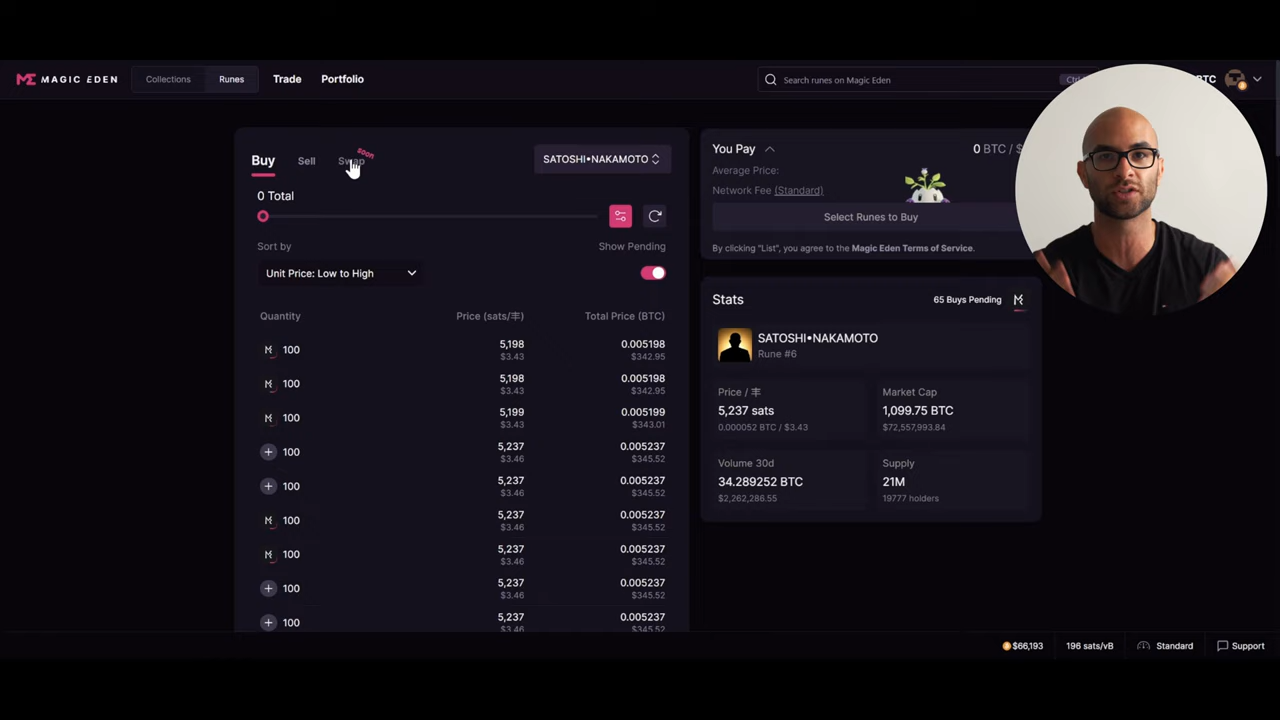 MAGIC EDEN
Collections
Runes
Trade
Portfolio
Search runes on Magic Eden
BTC
Buy
Sell
Swap
soon
SATOSHI•NAKAMOTO
0 Total
Sort by
Show Pending
Unit Price: Low to High
Quantity
Price (sats/丰)
Total Price (BTC)
100
5,198
$3.43
0.005198
$342.95
100
5,198
$3.43
0.005198
$342.95
100
5,199
$3.43
0.005199
$343.01
100
5,237
$3.46
0.005237
$345.52
100
5,237
$3.46
0.005237
$345.52
100
5,237
$3.46
0.005237
$345.52
100
5,237
$3.46
0.005237
$345.52
100
5,237
$3.46
0.005237
$345.52
100
5,237
$3.46
0.005237
$345.52
You Pay
0 BTC / $
Average Price:
Network Fee (Standard)
Select Runes to Buy
By clicking "List", you agree to the Magic Eden Terms of Service.
Stats
65 Buys Pending
SATOSHI•NAKAMOTO
Rune #6
Price / 丰
5,237 sats
0.000052 BTC / $3.43
Market Cap
1,099.75 BTC
$72,557,993.84
Volume 30d
34.289252 BTC
$2,262,286.55
Supply
21M
19777 holders
$66,193
196 sats/vB
Standard
Support